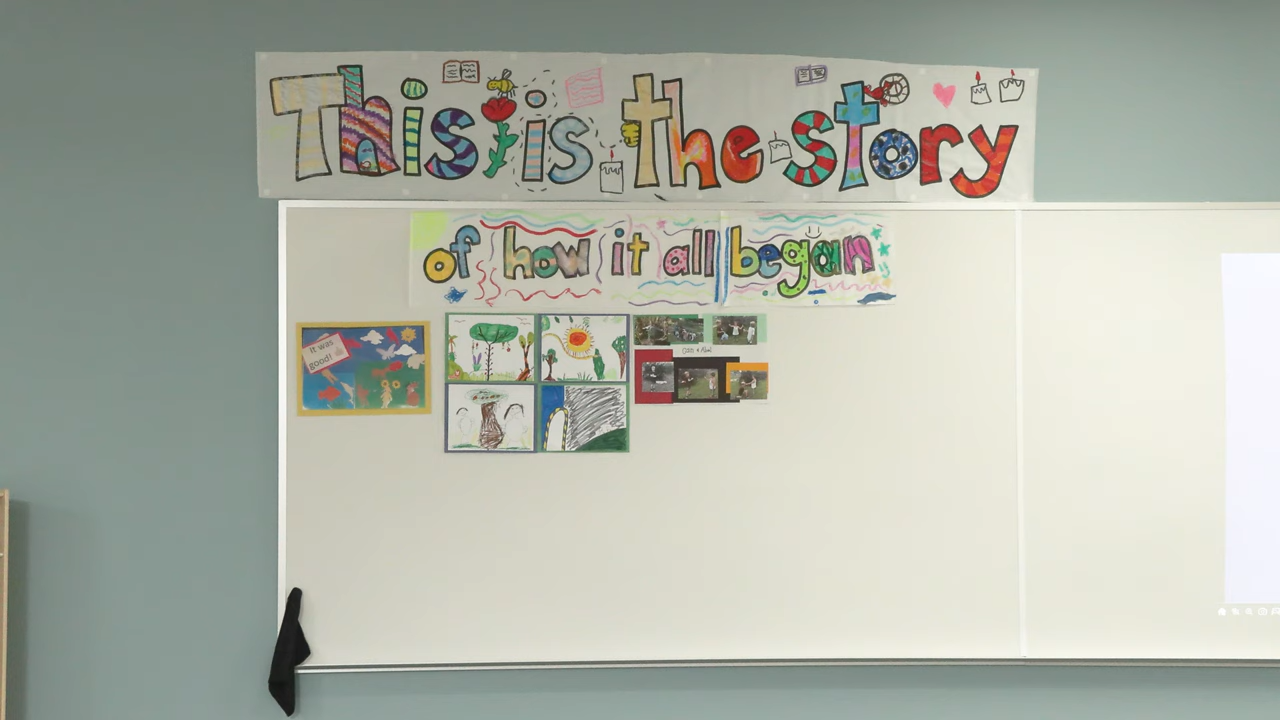 This is the story
of how it all began
It was
good!